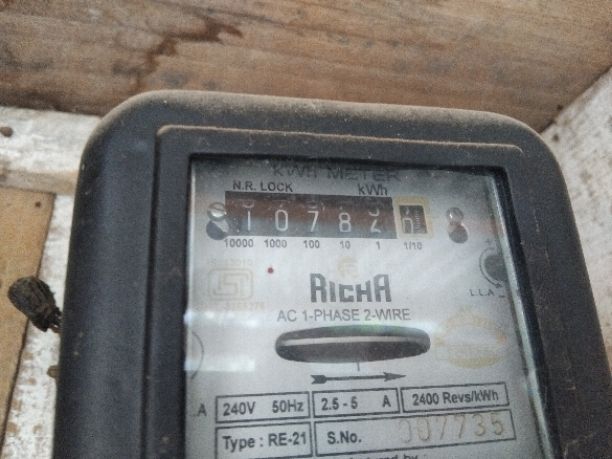 kWh METER
N.R. LOCK kWh
1 0 7 8 2
10000 1000 100 10 1 1/10
RICHA
AC 1-PHASE 2-WIRE
L.L.A
240V 50Hz 2.5 - 5 A 2400 Revs/kWh
Type : RE-21 S.No. 007735